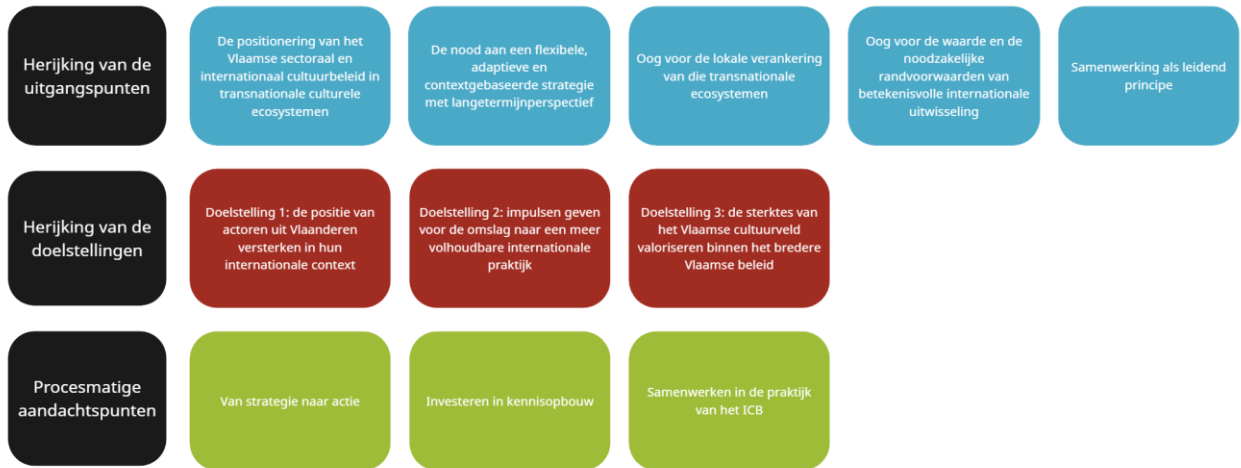 Herijking van de
uitgangspunten
De positionering van het
Vlaamse sectoraal en
internationaal cultuurbeleid in
transnationale culturele
ecosystemen
De nood aan een flexibele,
adaptieve en
contextgebaseerde strategie
met langetermijnperspectief
Oog voor de lokale verankering
van die transnationale
ecosystemen
Oog voor de waarde en de
noodzakelijke
randvoorwaarden van
betekenisvolle internationale
uitwisseling
Samenwerking als leidend
principe
Herijking van de
doelstellingen
Doelstelling 1: de positie van
actoren uit Vlaanderen
versterken in hun
internationale context
Doelstelling 2: impulsen geven
voor de omslag naar een meer
volhoudbare internationale
praktijk
Doelstelling 3: de sterktes van
het Vlaamse cultuurveld
valoriseren binnen het bredere
Vlaamse beleid
Procesmatige
aandachtspunten
Van strategie naar actie
Investeren in kennisopbouw
Samenwerken in de praktijk
van het ICB